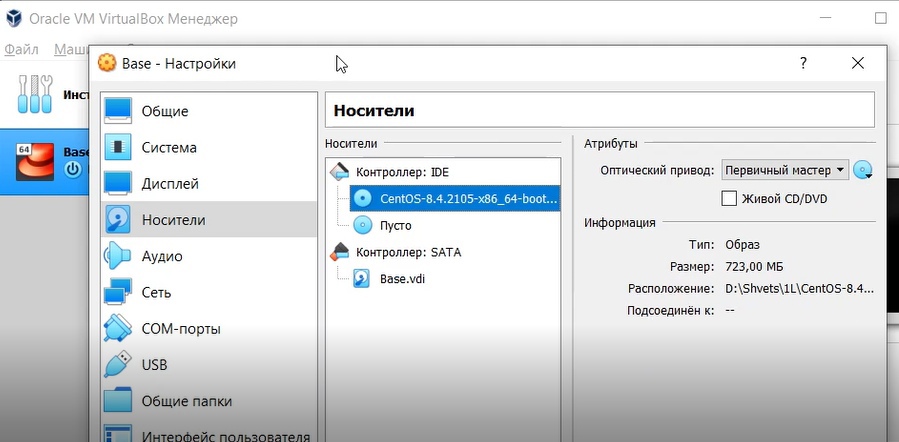 Oracle VM VirtualBox Менеджер
Файл
Base - Настройки
?
64
Base
Общие
Система
Дисплей
Носители
Аудио
Сеть
COM-порты
USB
Общие папки
Интерфейс пользователя
Носители
Носители
Контроллер: IDE
CentOS-8.4.2105-x86_64-boot...
Пусто
Контроллер: SATA
Base.vdi
Атрибуты
Оптический привод: Первичный мастер
Живой CD/DVD
Информация
Тип: Образ
Размер: 723,00 МБ
Расположение: D:\Shvets\1L\CentOS-8.4...
Подсоединён к: --